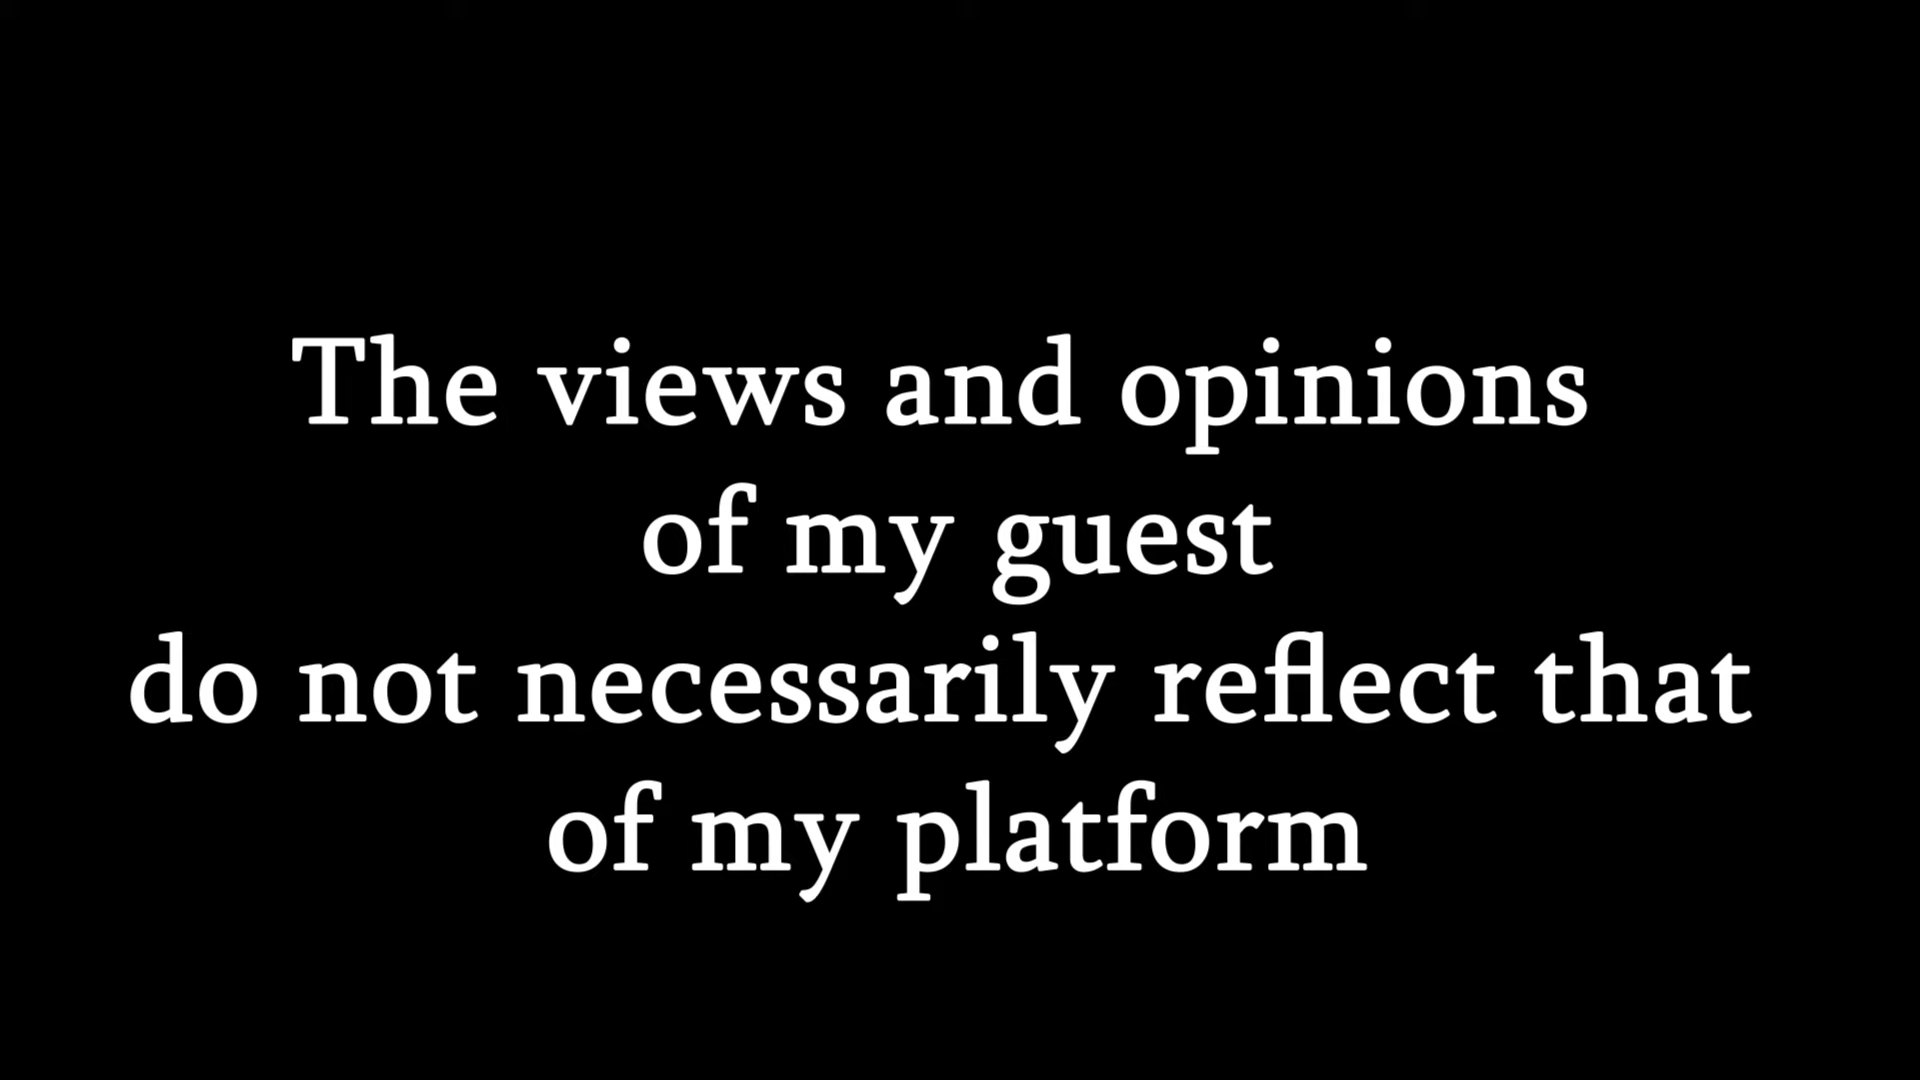 The views and opinions
of my guest
do not necessarily reflect that
of my platform